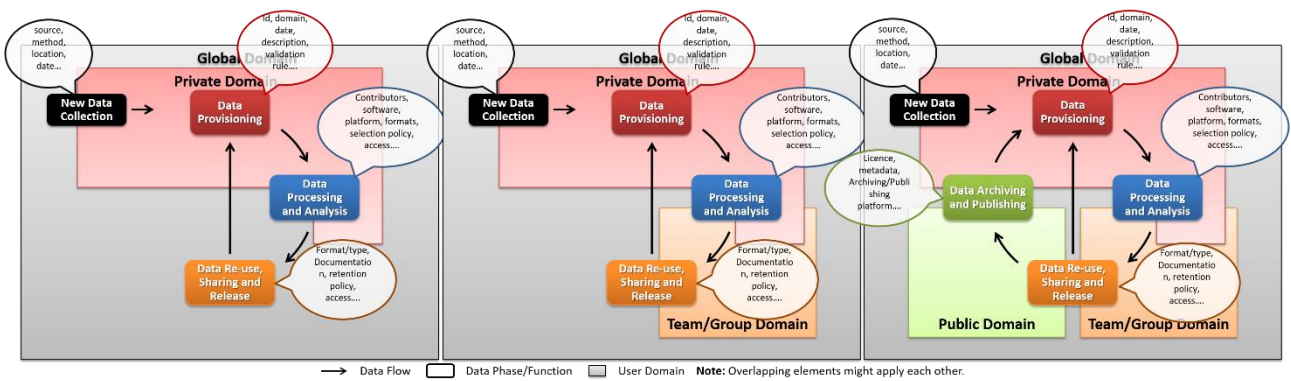 source,
method,
location,
date...
Id, domain,
date,
description,
validation
rule....
Global Domain
Private Domain
New Data
Collection
Data
Provisioning
Contributors,
software,
platform, formats,
selection policy,
access....
Data
Processing
and Analysis
Format/type,
Documentatio
n, retention
policy,
access....
Data Re-use,
Sharing and
Release
source,
method,
location,
date...
Id, domain,
date,
description,
validation
rule....
Global Domain
Private Domain
New Data
Collection
Data
Provisioning
Contributors,
software,
platform, formats,
selection policy,
access....
Data
Processing
and Analysis
Format/type,
Documentatio
n, retention
policy,
access....
Data Re-use,
Sharing and
Release
Team/Group Domain
source,
method,
location,
date...
Id, domain,
date,
description,
validation
rule....
Global Domain
Private Domain
New Data
Collection
Data
Provisioning
Contributors,
software,
platform, formats,
selection policy,
access....
Licence,
metadata,
Archiving/Publi
shing
platform....
Data Archiving
and Publishing
Data
Processing
and Analysis
Format/type,
Documentatio
n, retention
policy,
access....
Data Re-use,
Sharing and
Release
Public Domain
Team/Group Domain
Data Flow
Data Phase/Function
User Domain
Note: Overlapping elements might apply each other.